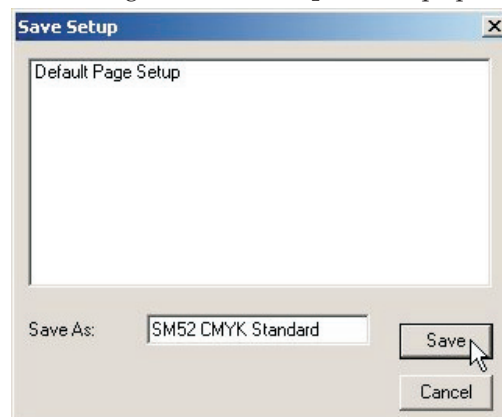 Save Setup
Default Page Setup
Save As: SM52 CMYK Standard
Save
Cancel